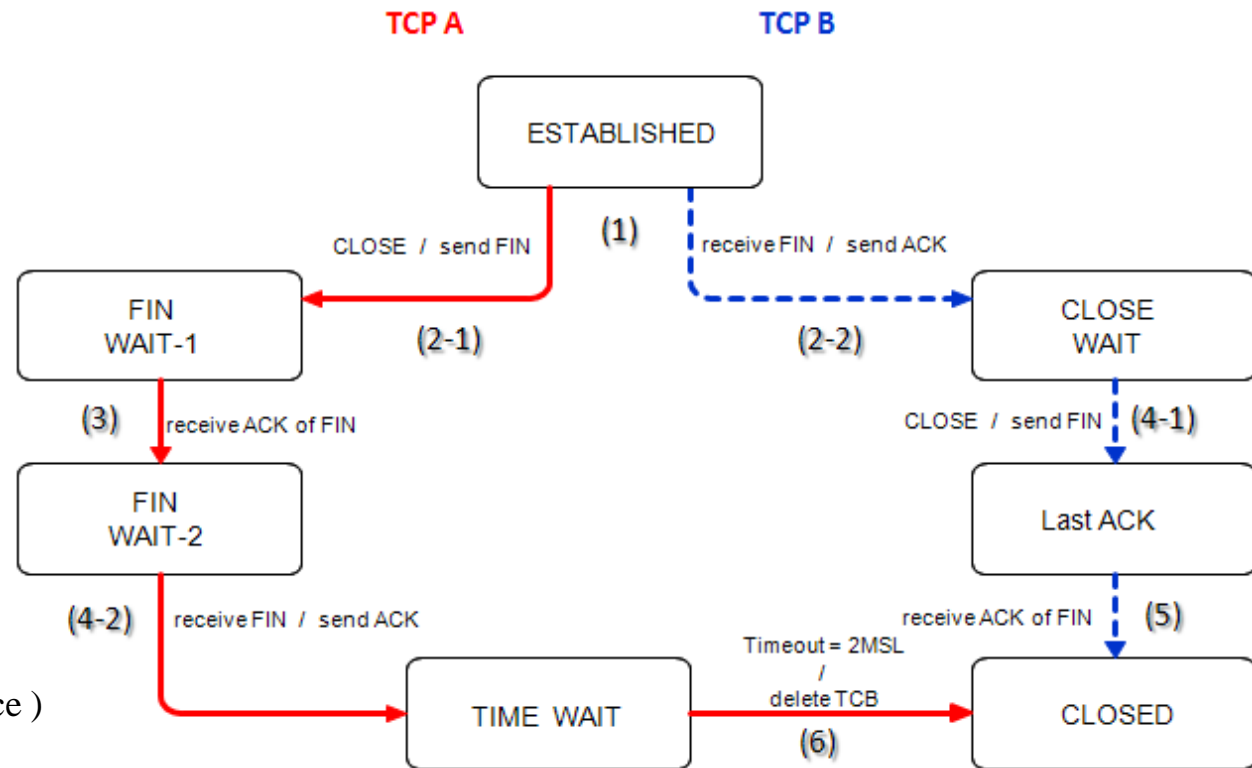 TCP A
TCP B
ESTABLISHED
(1)
CLOSE / send FIN
receive FIN / send ACK
FIN
WAIT-1
(2-1)
(2-2)
CLOSE
WAIT
(3)
receive ACK of FIN
CLOSE / send FIN
(4-1)
FIN
WAIT-2
Last ACK
(4-2)
receive FIN / send ACK
receive ACK of FIN
(5)
Timeout = 2MSL
/
delete TCB
ce )
TIME WAIT
(6)
CLOSED